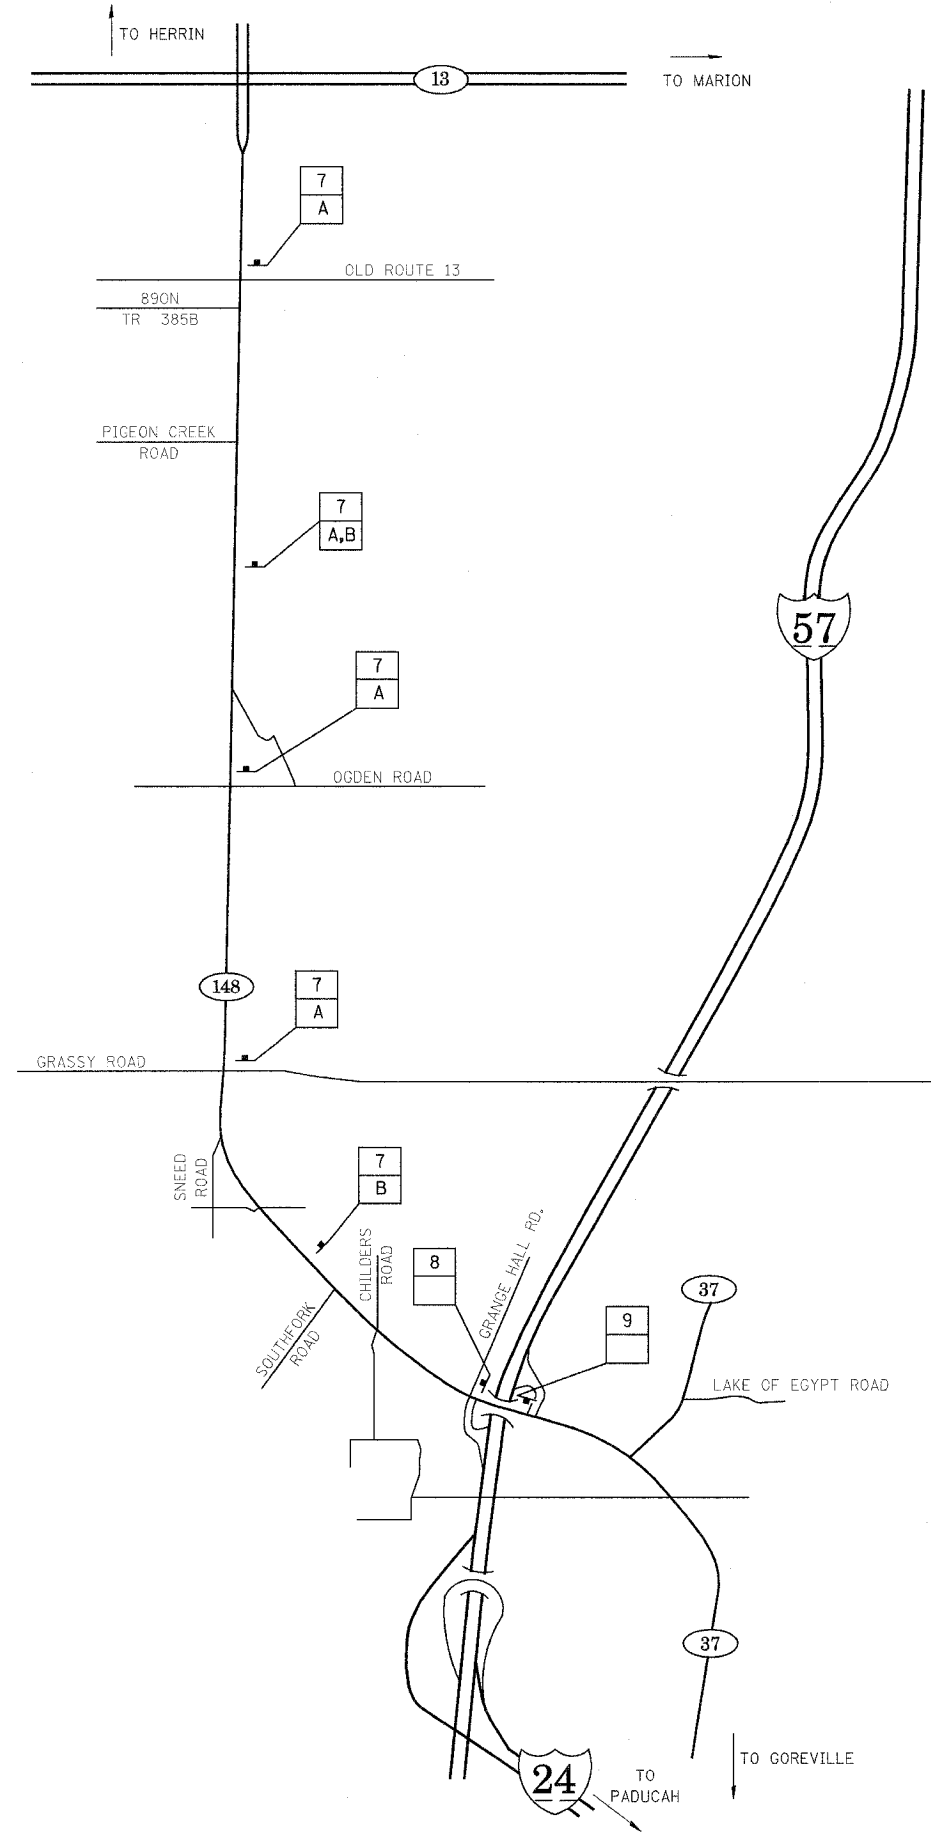 TO HERRIN
13
TO MARION
7
A
OLD ROUTE 13
890N
TR 385B
PIGEON CREEK
ROAD
7
A,B
57
7
A
OGDEN ROAD
148
7
A
GRASSY ROAD
SNEED
ROAD
7
B
CHILDERS
ROAD
SOUTHFORK
ROAD
8
GRANGE HALL RD.
9
37
LAKE OF EGYPT ROAD
37
24
TO
PADUCAH
TO GOREVILLE